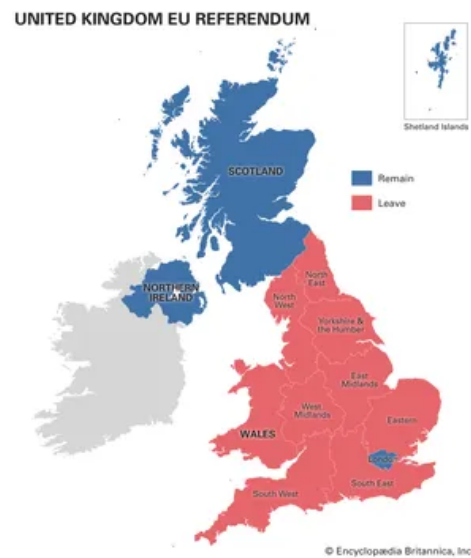 UNITED KINGDOM EU REFERENDUM
Shetland Islands
SCOTLAND
Remain
Leave
NORTHERN
IRELAND
North
East
North
West
Yorkshire &
the Humber
East
Midlands
West
Midlands
Eastern
WALES
London
South East
South West
© Encyclopædia Britannica, Inc